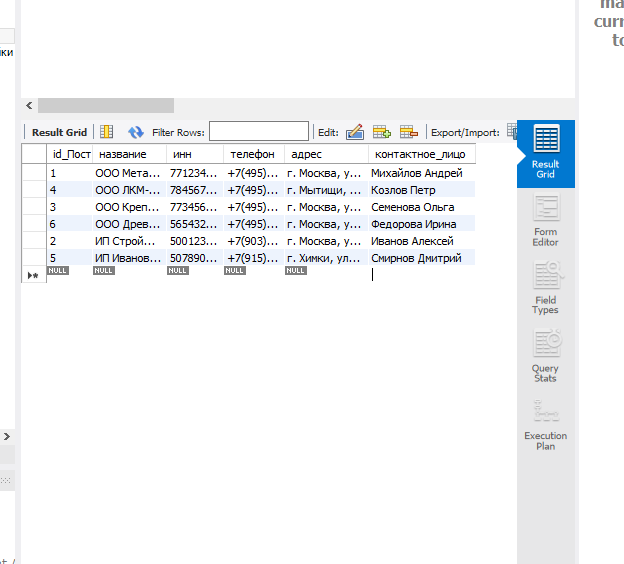 ma
curr
to
ки
Result Grid Filter Rows: Edit: Export/Import:
id_Пост название инн телефон адрес контактное_лицо
1 ООО Мета... 771234... +7(495)... г. Москва, у... Михайлов Андрей
4 ООО ЛКМ-... 784567... +7(495)... г. Мытищи, ... Козлов Петр
3 ООО Креп... 773456... +7(495)... г. Москва, у... Семенова Ольга
6 ООО Древ... 565432... +7(495)... г. Москва, у... Федорова Ирина
2 ИП Строй... 500123... +7(903)... г. Москва, у... Иванов Алексей
5 ИП Иванов... 507890... +7(915)... г. Химки, ул... Смирнов Дмитрий
NULL NULL NULL NULL NULL
Result
Grid
Form
Editor
Field
Types
Query
Stats
Execution
Plan